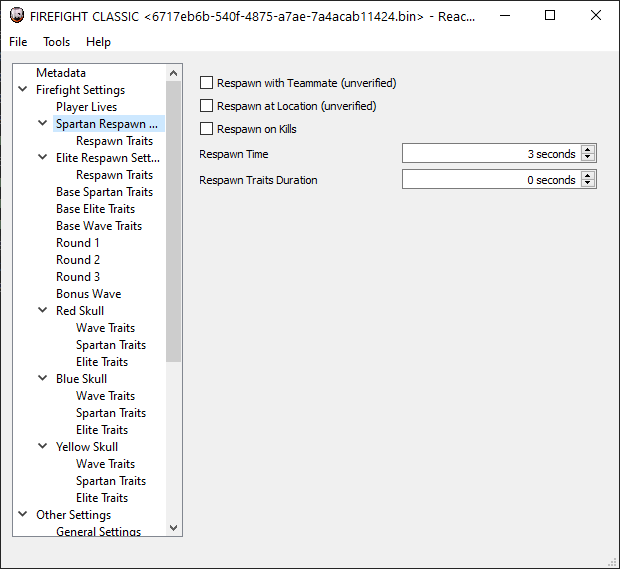 FIREFIGHT CLASSIC <6717eb6b-540f-4875-a7ae-7a4acab11424.bin> - Reac...
File Tools Help
Metadata
Firefight Settings
Player Lives
Spartan Respawn ...
Respawn Traits
Elite Respawn Sett...
Respawn Traits
Base Spartan Traits
Base Elite Traits
Base Wave Traits
Round 1
Round 2
Round 3
Bonus Wave
Red Skull
Wave Traits
Spartan Traits
Elite Traits
Blue Skull
Wave Traits
Spartan Traits
Elite Traits
Yellow Skull
Wave Traits
Spartan Traits
Elite Traits
Other Settings
General Settings
Respawn with Teammate (unverified)
Respawn at Location (unverified)
Respawn on Kills
Respawn Time 3 seconds
Respawn Traits Duration 0 seconds